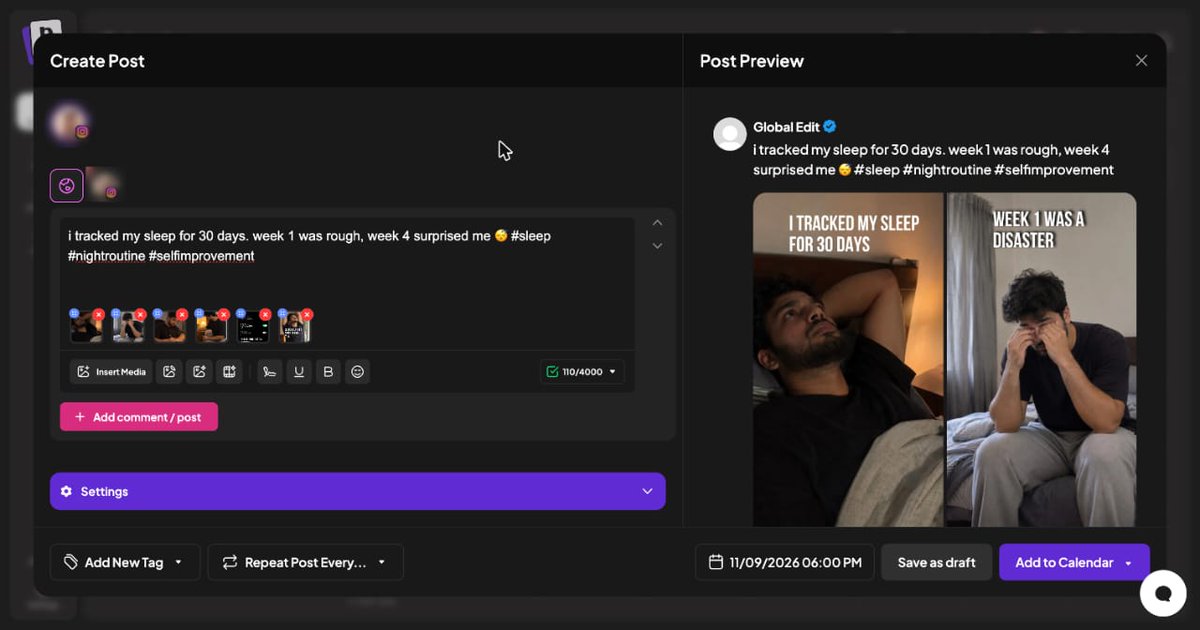 Create Post
i tracked my sleep for 30 days. week 1 was rough, week 4 surprised me 😴 #sleep
#nightroutine #selfimprovement
Insert Media
U
B
110/4000
+ Add comment / post
Settings
Add New Tag
Repeat Post Every...
Post Preview
Global Edit
i tracked my sleep for 30 days. week 1 was rough, week 4
surprised me 😴 #sleep #nightroutine #selfimprovement
I TRACKED MY SLEEP
FOR 30 DAYS
WEEK 1 WAS A
DISASTER
11/09/2026 06:00 PM
Save as draft
Add to Calendar